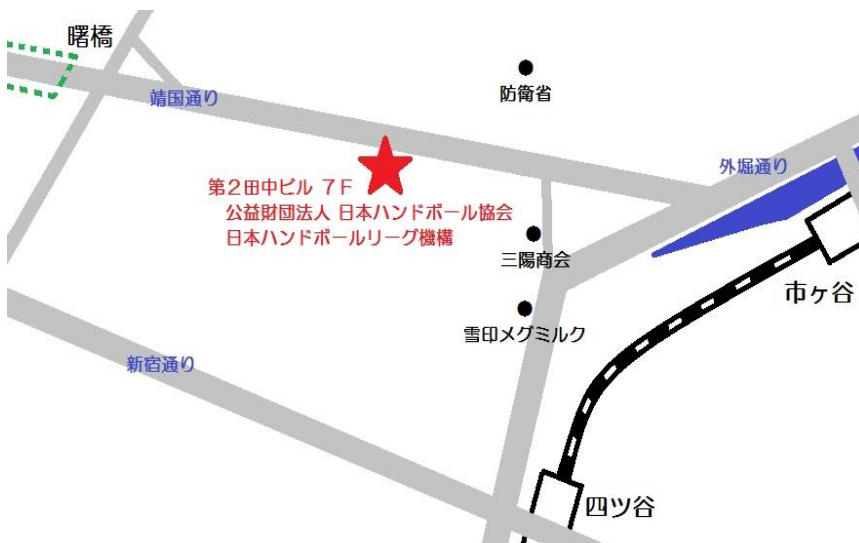 曙橋
靖国通り
防衛省
外堀通り
第2田中ビル 7F
公益財団法人 日本ハンドボール協会
日本ハンドボールリーグ機構
三陽商会
市ヶ谷
雪印メグミルク
新宿通り
四ツ谷